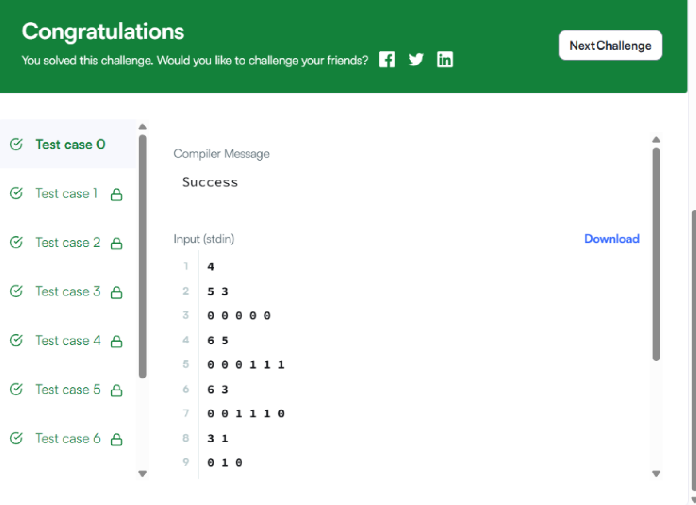 Congratulations
You solved this challenge. Would you like to challenge your friends?
Next Challenge
Test case 0
Test case 1
Test case 2
Test case 3
Test case 4
Test case 5
Test case 6
Compiler Message
Success
Input (stdin)
Download
1 4
2 5 3
3 0 0 0 0 0
4 6 5
5 0 0 0 1 1 1
6 6 3
7 0 0 1 1 1 0
8 3 1
9 0 1 0